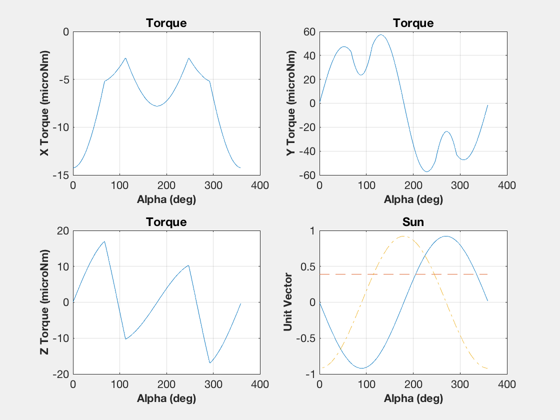 Torque
X Torque (microNm)
0
-5
-10
-15
0 100 200 300 400
Alpha (deg)
Torque
Y Torque (microNm)
60
40
20
0
-20
-40
-60
0 100 200 300 400
Alpha (deg)
Torque
Z Torque (microNm)
20
10
0
-10
-20
0 100 200 300 400
Alpha (deg)
Sun
Unit Vector
1
0.5
0
-0.5
-1
0 100 200 300 400
Alpha (deg)